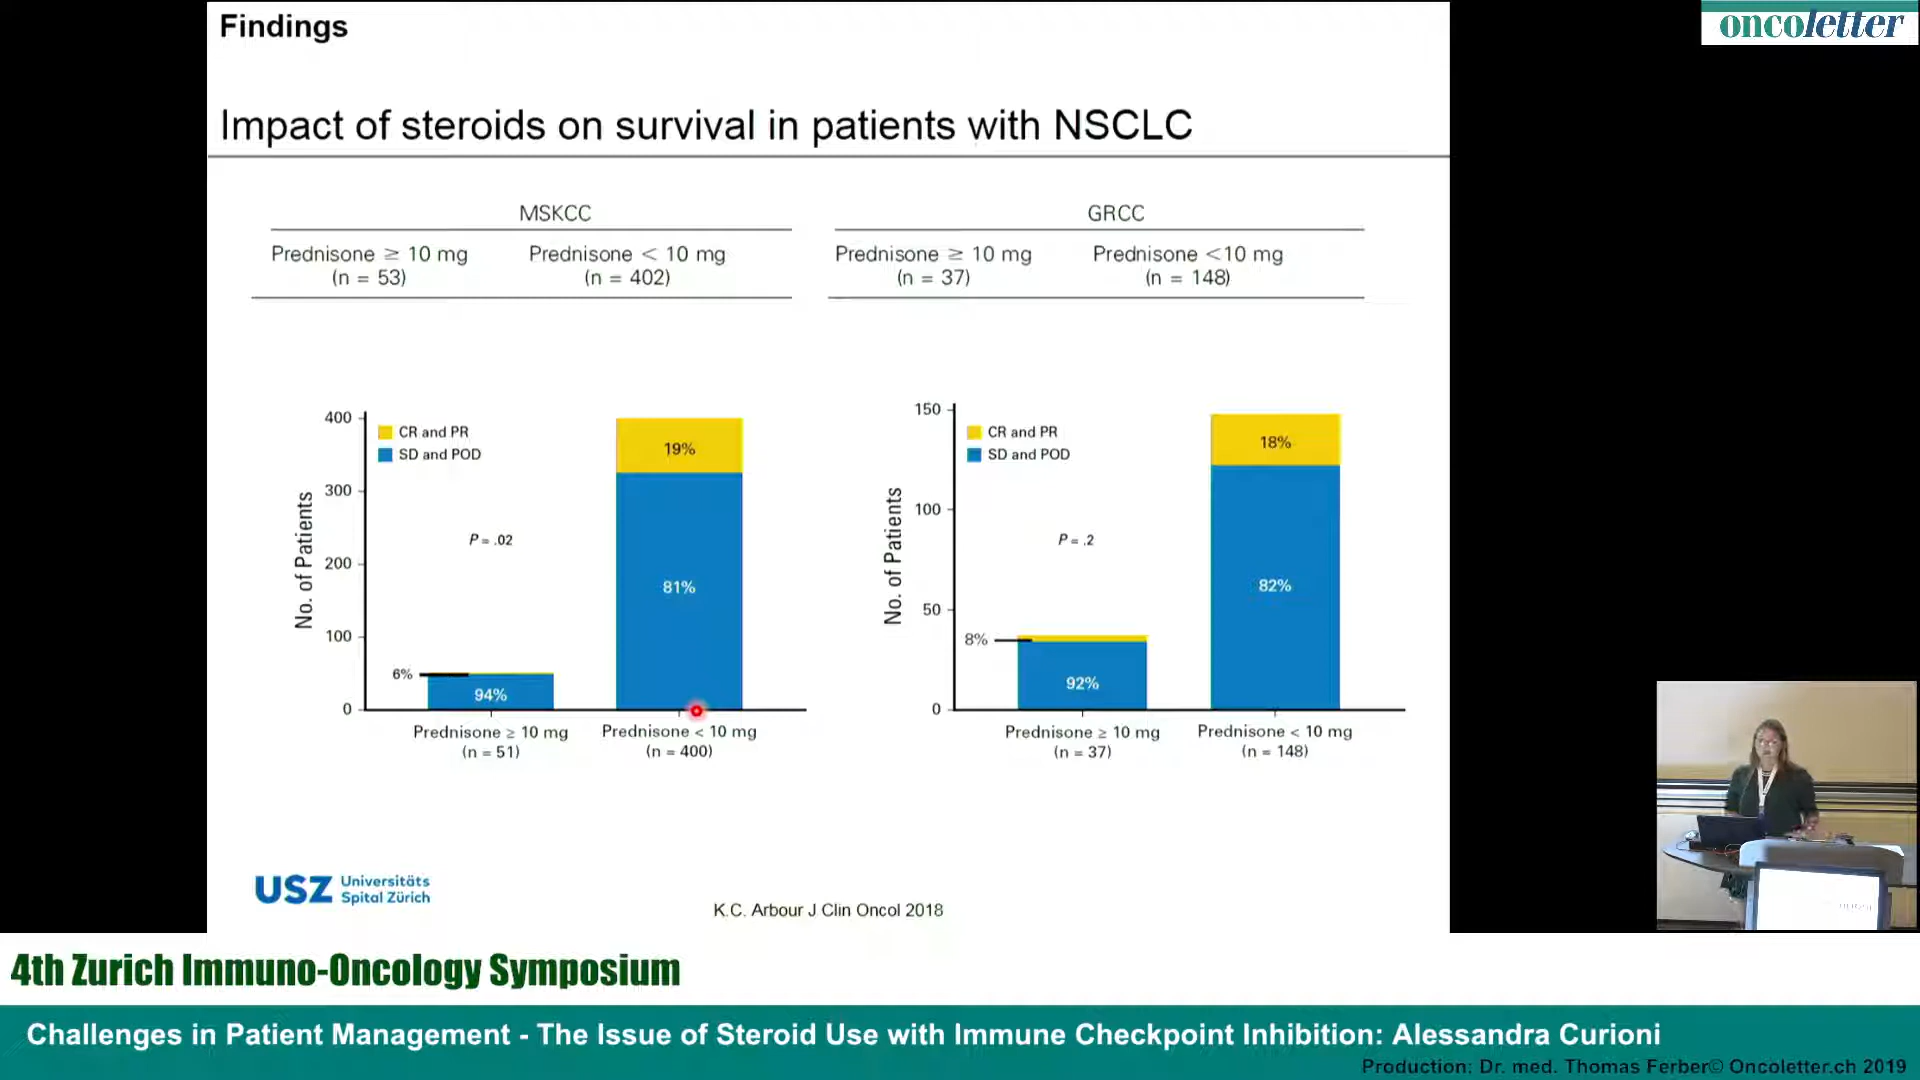 Findings
oncoletter
Impact of steroids on survival in patients with NSCLC
MSKCC
Prednisone ≥ 10 mg
(n = 53)
Prednisone < 10 mg
(n = 402)
GRCC
Prednisone ≥ 10 mg
(n = 37)
Prednisone <10 mg
(n = 148)
No. of Patients
400
300
200
100
0
CR and PR
SD and POD
P = .02
6%
94%
19%
81%
Prednisone ≥ 10 mg
(n = 51)
Prednisone < 10 mg
(n = 400)
No. of Patients
150
100
50
0
CR and PR
SD and POD
P = .2
8%
92%
18%
82%
Prednisone ≥ 10 mg
(n = 37)
Prednisone < 10 mg
(n = 148)
USZ Universitäts
Spital Zürich
K.C. Arbour J Clin Oncol 2018
4th Zurich Immuno-Oncology Symposium
Challenges in Patient Management - The Issue of Steroid Use with Immune Checkpoint Inhibition: Alessandra Curioni
Production: Dr. med. Thomas Ferber© Oncoletter.ch 2019